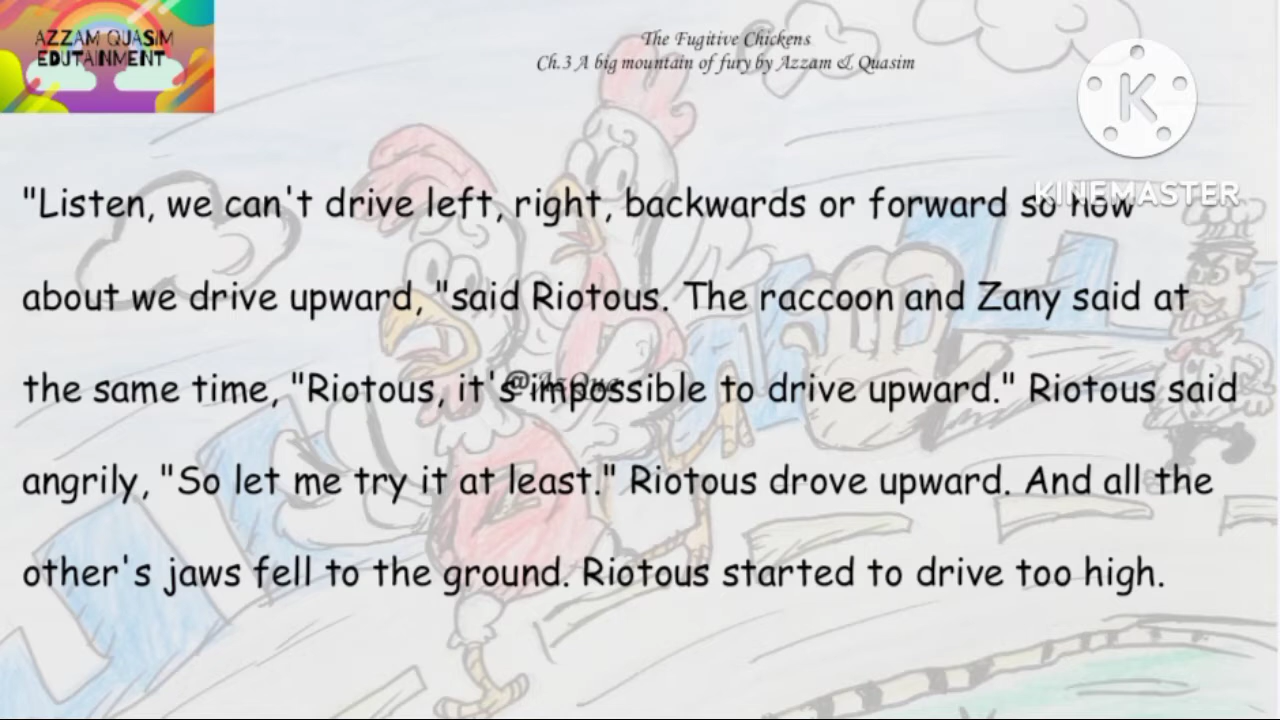 AZZAM QUASIM
EDUTAINMENT
The Fugitive Chickens
Ch.3 A big mountain of fury by Azzam & Quasim
K
KINEMASTER
"Listen, we can't drive left, right, backwards or forward so how
about we drive upward, "said Riotous. The raccoon and Zany said at
the same time, "Riotous, it's impossible to drive upward." Riotous said
angrily, "So let me try it at least." Riotous drove upward. And all the
other's jaws fell to the ground. Riotous started to drive too high.